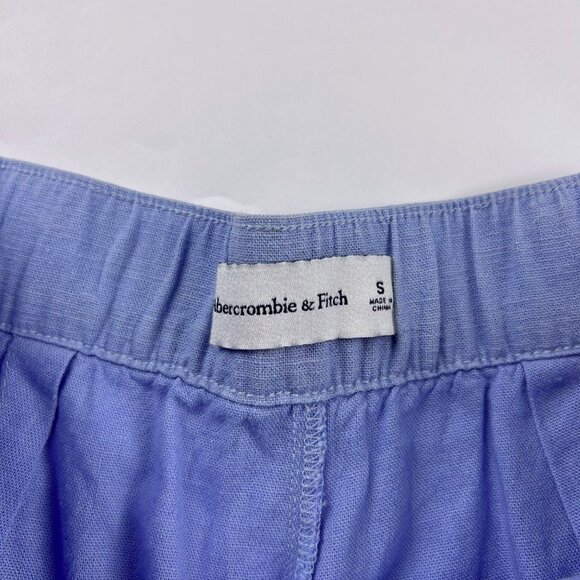 Abercrombie & Fitch
S
MADE IN
CHINA